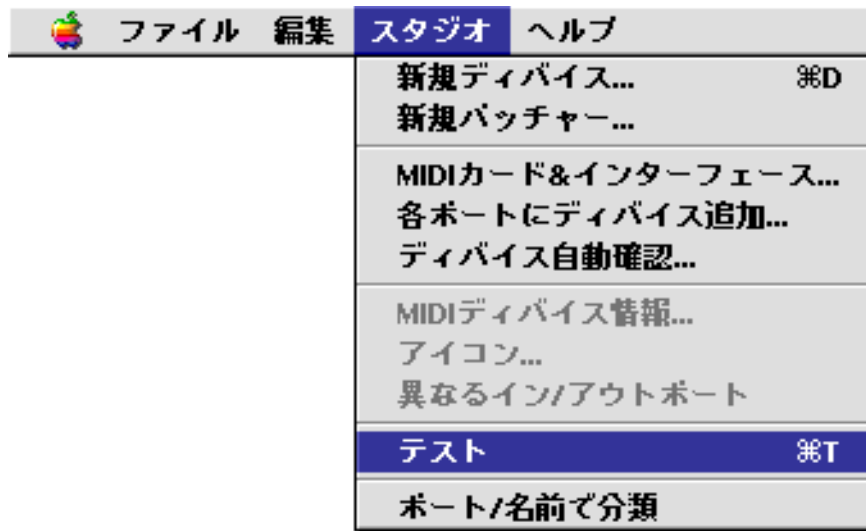 ファイル 編集 スタジオ ヘルプ
新規ディバイス... ⌘D
新規パッチャー...
MIDIカード&インターフェース...
各ポートにディバイス追加...
ディバイス自動確認...
MIDIディバイス情報...
アイコン...
異なるイン/アウトポート
テスト ⌘T
ポート/名前で分類